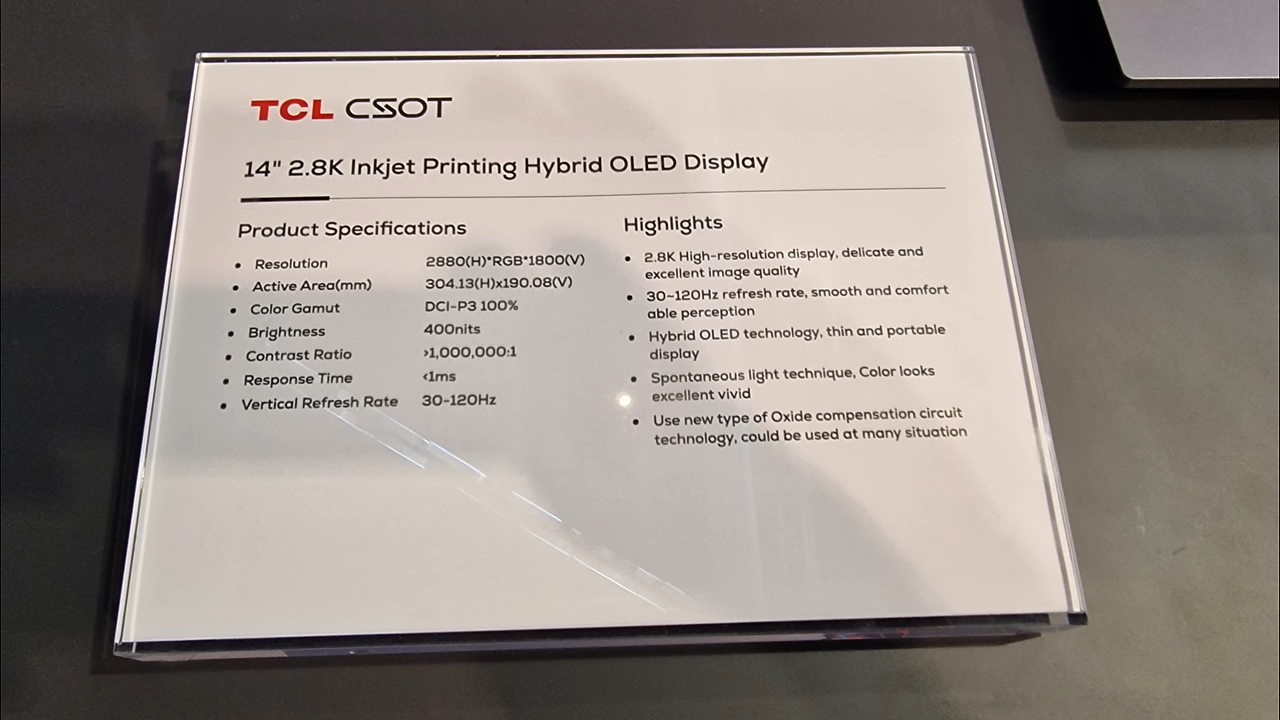 TCL CSOT
14" 2.8K Inkjet Printing Hybrid OLED Display
Product Specifications
• Resolution 2880(H)*RGB*1800(V)
• Active Area(mm) 304.13(H)x190.08(V)
• Color Gamut DCI-P3 100%
• Brightness 400nits
• Contrast Ratio >1,000,000:1
• Response Time <1ms
• Vertical Refresh Rate 30-120Hz
Highlights
• 2.8K High-resolution display, delicate and
excellent image quality
• 30~120Hz refresh rate, smooth and comfort
able perception
• Hybrid OLED technology, thin and portable
display
• Spontaneous light technique, Color looks
excellent vivid
• Use new type of Oxide compensation circuit
technology, could be used at many situation